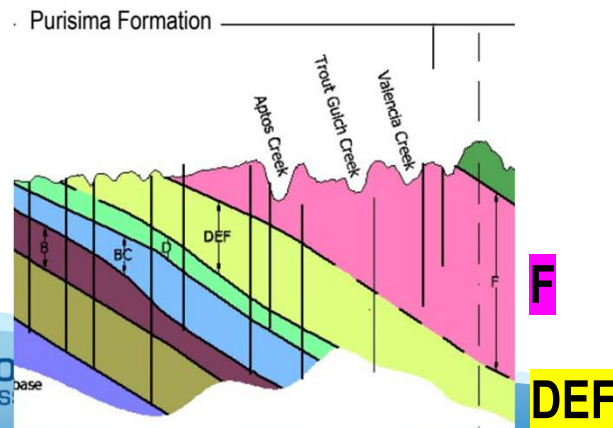 Purisima Formation
Aptos Creek
Trout Gulch Creek
Valencia Creek
B
BC
D
DEF
F
F
DEF
base